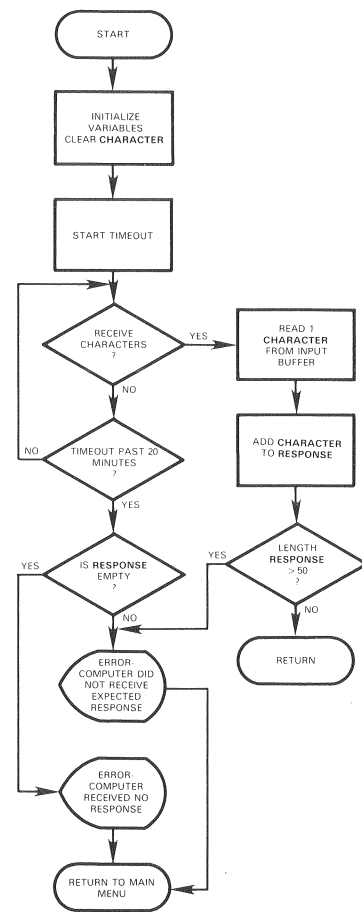 START
INITIALIZE
VARIABLES
CLEAR CHARACTER
START TIMEOUT
RECEIVE
CHARACTERS
?
YES
NO
READ 1
CHARACTER
FROM INPUT
BUFFER
ADD CHARACTER
TO RESPONSE
LENGTH
RESPONSE
> 50
?
YES
NO
RETURN
TIMEOUT PAST 20
MINUTES
?
NO
YES
IS RESPONSE
EMPTY
?
YES
NO
ERROR-
COMPUTER DID
NOT RECEIVE
EXPECTED
RESPONSE
ERROR-
COMPUTER
RECEIVED NO
RESPONSE
RETURN TO MAIN
MENU